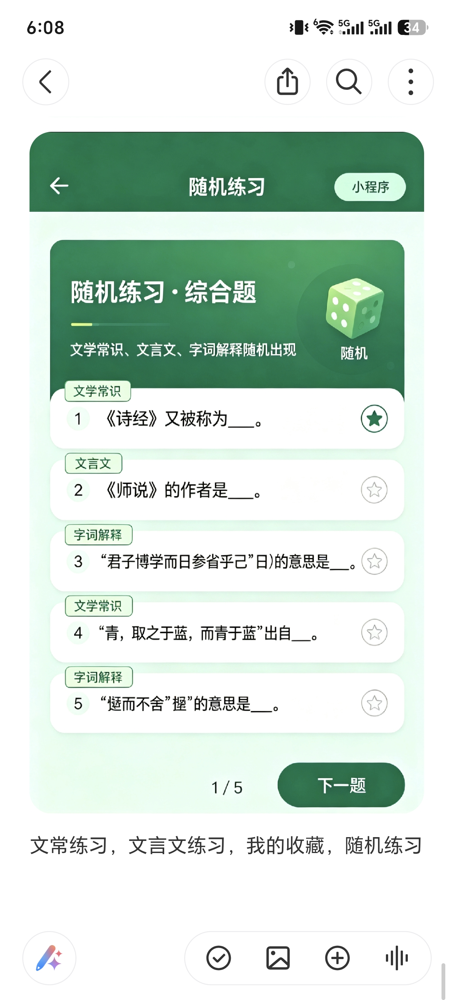 6:08
6 5G 5G 34
随机练习
小程序
随机练习·综合题
文学常识、文言文、字词解释随机出现
随机
文学常识
1 《诗经》又被称为___。
文言文
2 《师说》的作者是___。
字词解释
3 “君子博学而日参省乎己”日)的意思是___。
文学常识
4 “青，取之于蓝，而青于蓝”出自___。
字词解释
5 “而不舍””的意思是___。
1 / 5
下一题
文常练习，文言文练习，我的收藏，随机练习